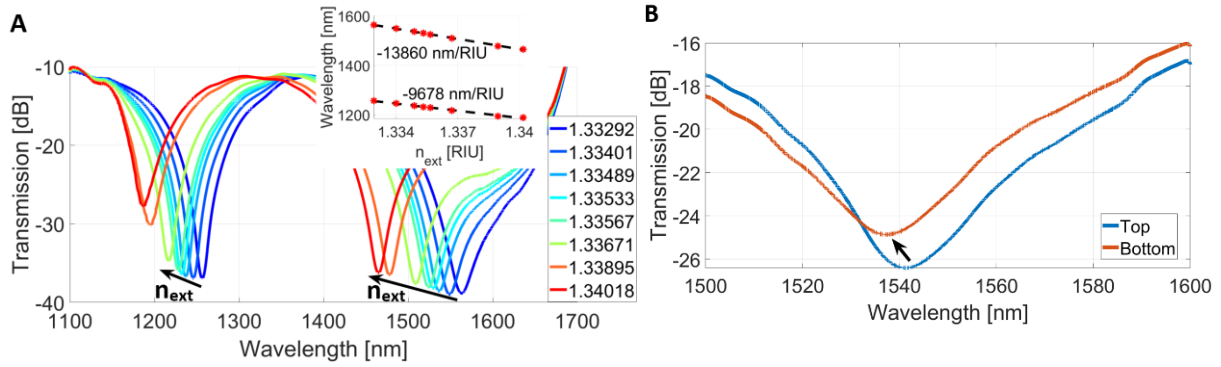 A
Transmission [dB]
-10
-20
-30
-40
1100
1200
1300
1400
1500
1600
1700
Wavelength [nm]
n_ext
n_ext
Wavelength [nm]
1600
1400
1200
-13860 nm/RIU
-9678 nm/RIU
1.334
1.337
1.34
n_ext [RIU]
1.33292
1.33401
1.33489
1.33533
1.33567
1.33671
1.33895
1.34018
B
Transmission [dB]
-16
-18
-20
-22
-24
-26
1500
1520
1540
1560
1580
1600
Wavelength [nm]
Top
Bottom